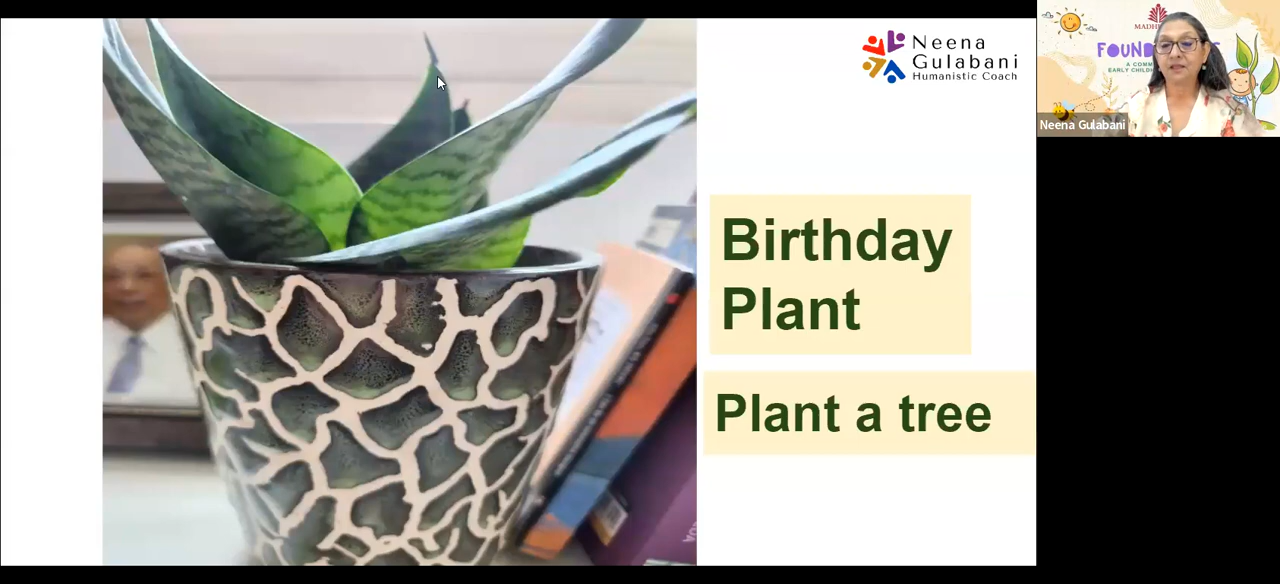 Neena
Gulabani
Humanistic Coach
Birthday
Plant
Plant a tree
Neena Gulabani